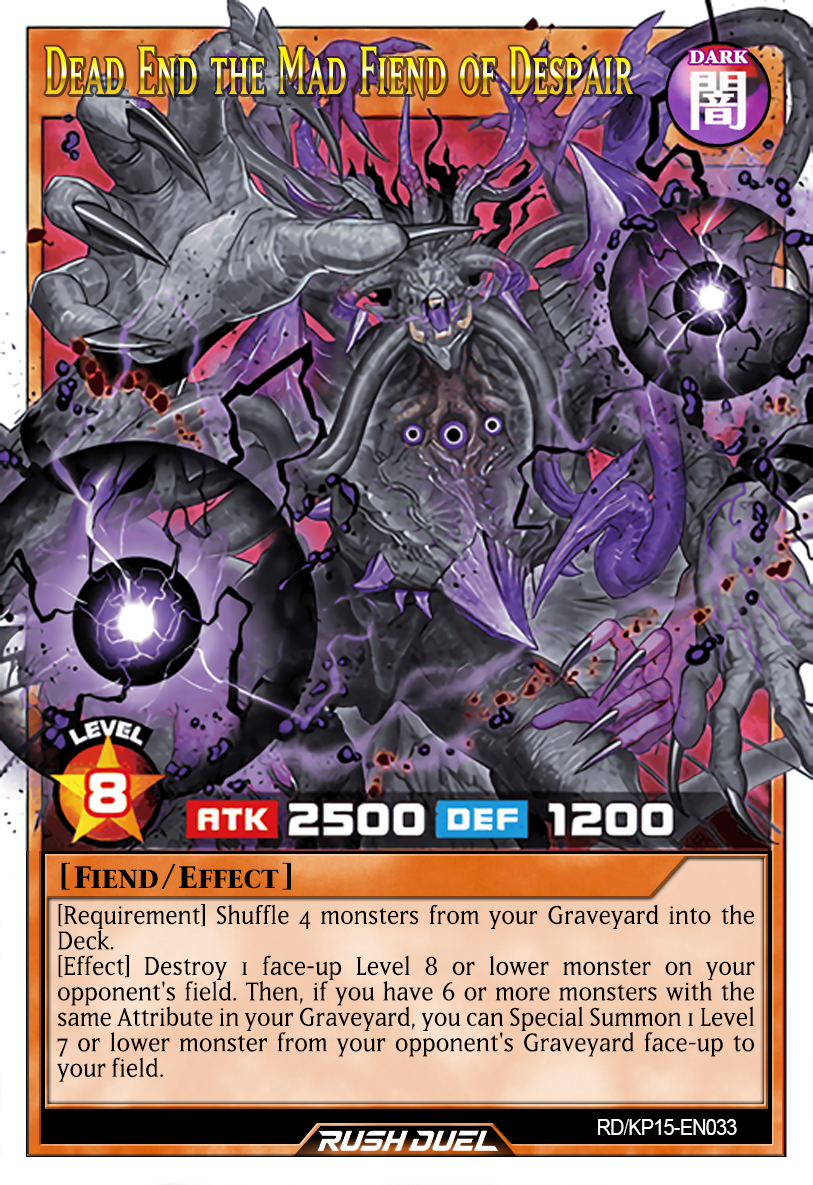 Dead End the Mad Fiend of Despair
DARK
闇
LEVEL
8
ATK 2500 DEF 1200
[Fiend/Effect]
[Requirement] Shuffle 4 monsters from your Graveyard into the
Deck.
[Effect] Destroy 1 face-up Level 8 or lower monster on your
opponent's field. Then, if you have 6 or more monsters with the
same Attribute in your Graveyard, you can Special Summon 1 Level
7 or lower monster from your opponent's Graveyard face-up to
your field.
RD/KP15-EN033
RUSH DUEL